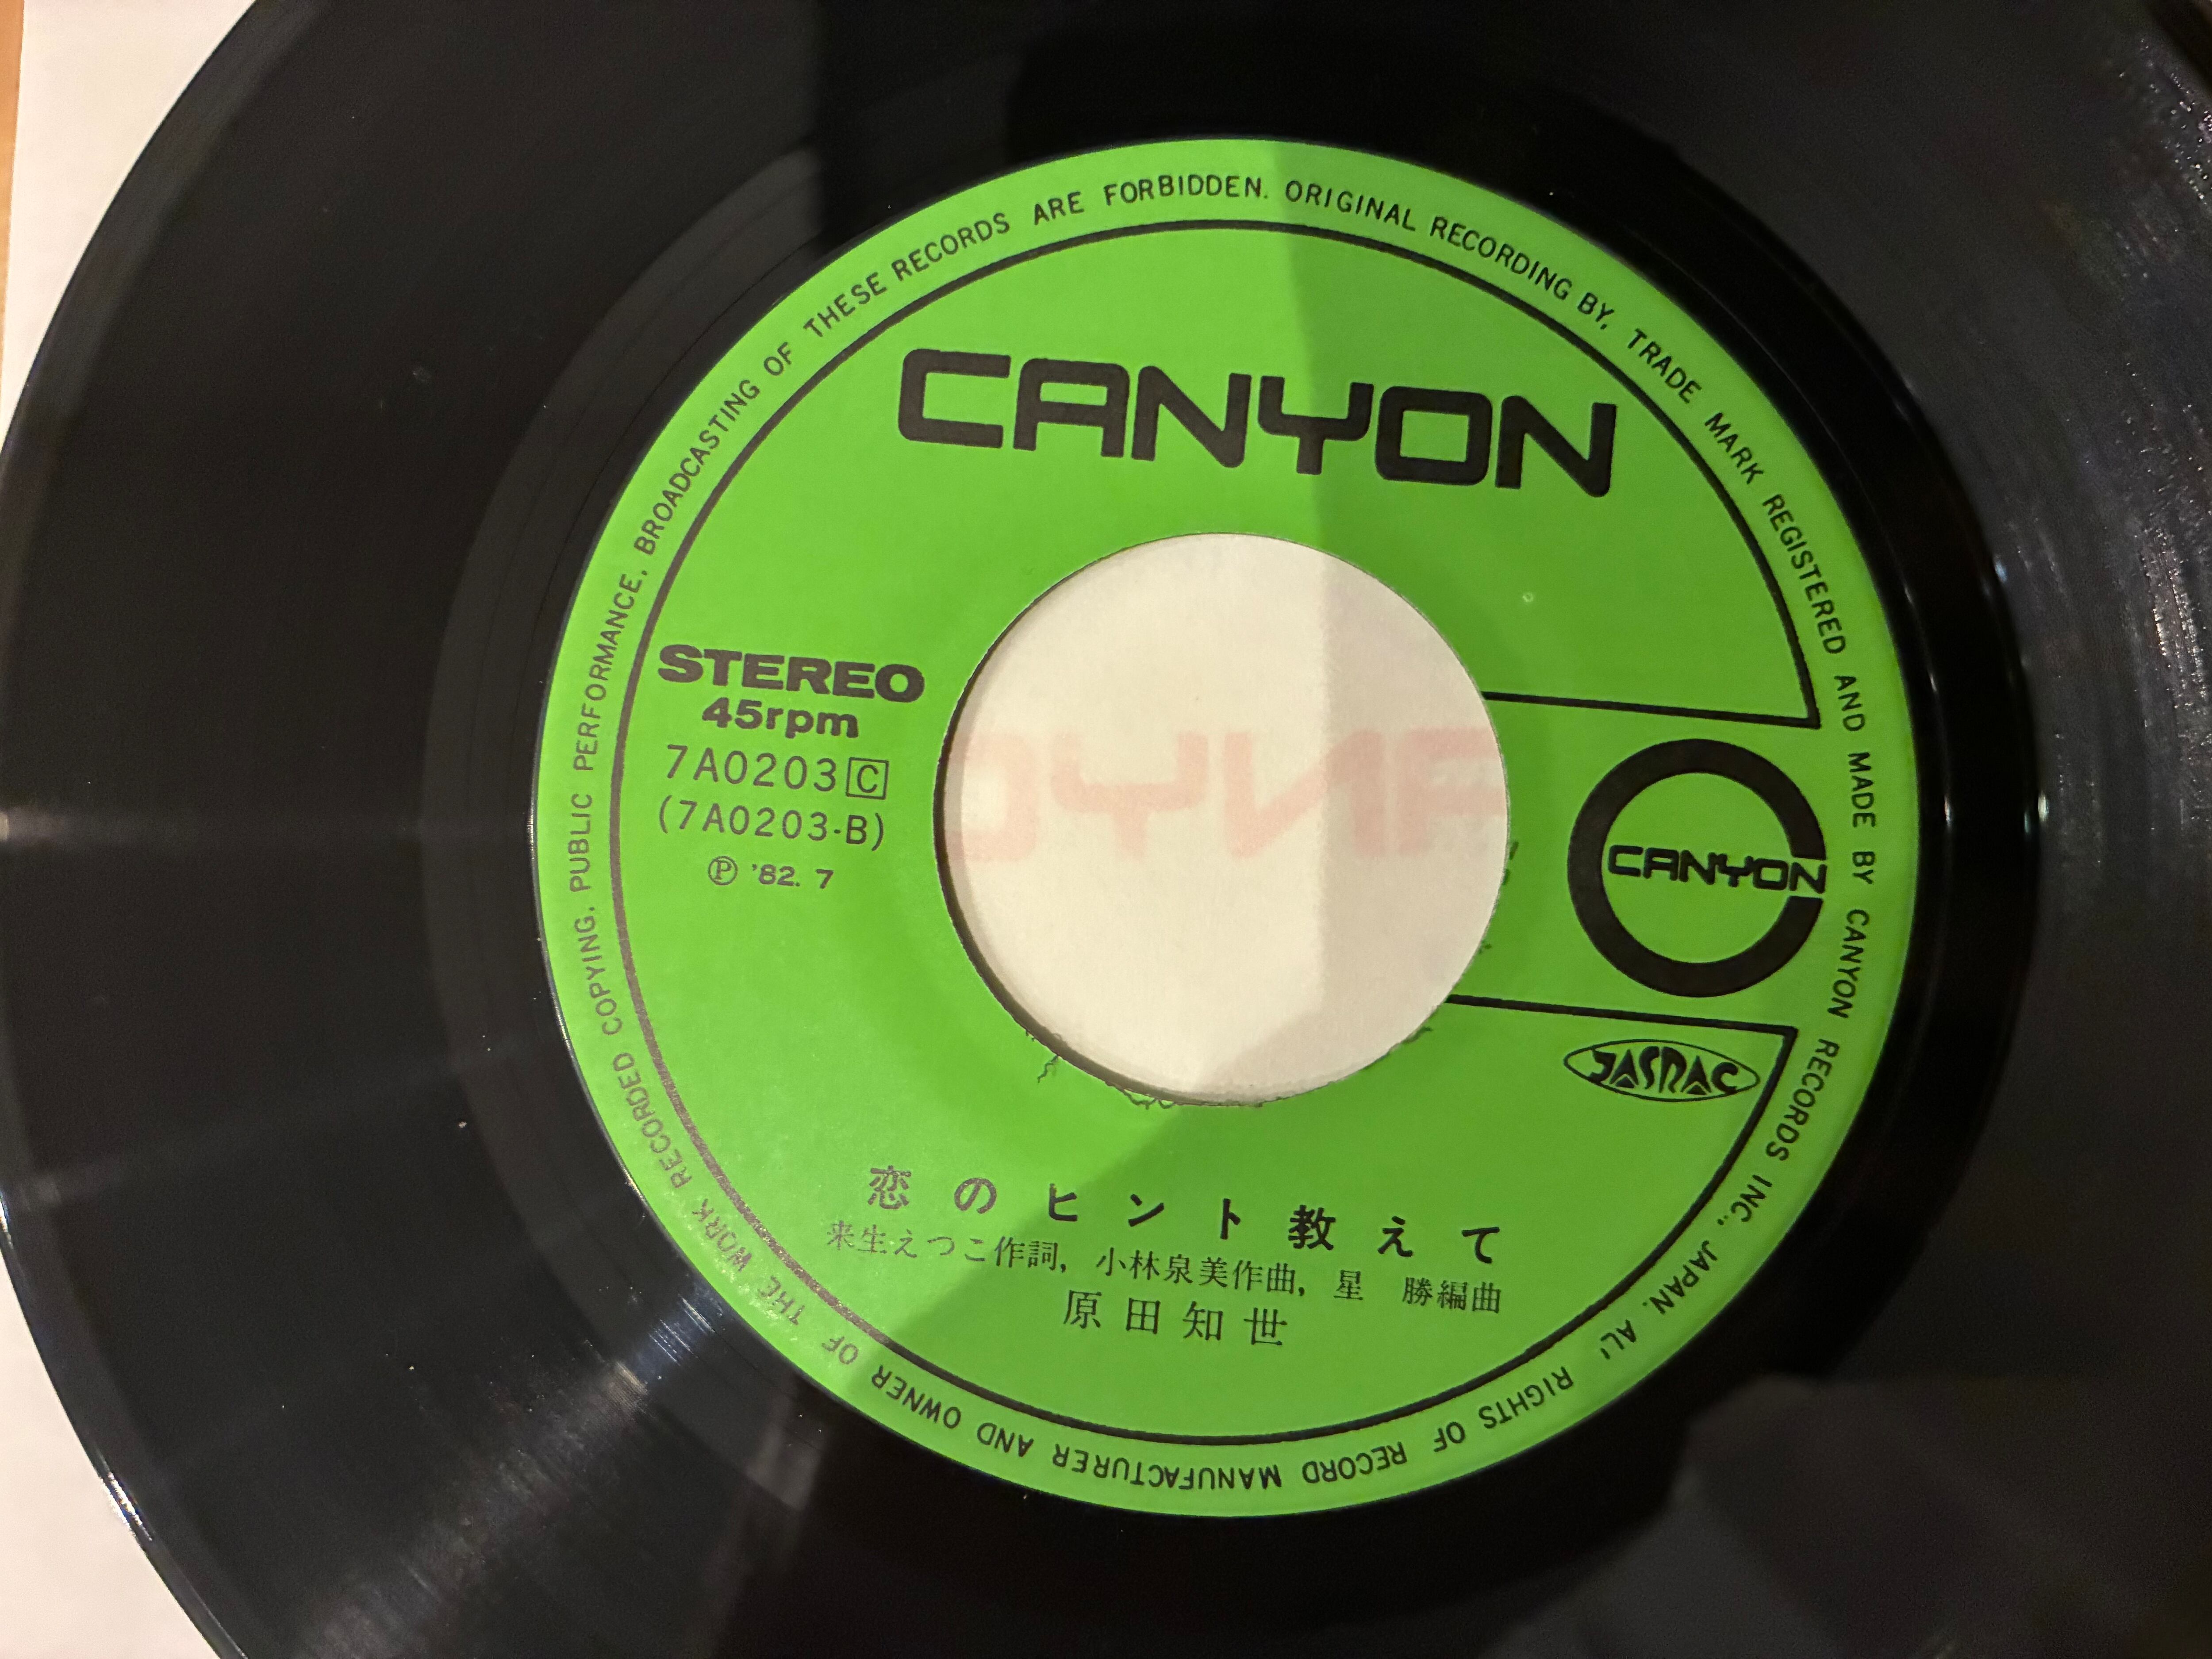 CANYON
STEREO
45rpm
7A0203 C
(7A0203-B)
Ⓟ '82. 7
CANYON
JASRAC
恋のヒント教えて
来生えつこ作詞, 小林泉美作曲, 星 勝編曲
原田知世
ORIGINAL RECORDING BY, TRADE MARK REGISTERED AND MADE BY CANYON RECORDS INC., JAPAN. ALL RIGHTS OF RECORD MANUFACTURER AND OWNER OF THE WORK RECORDED COPYING, PUBLIC PERFORMANCE, BROADCASTING OF THESE RECORDS ARE FORBIDDEN.